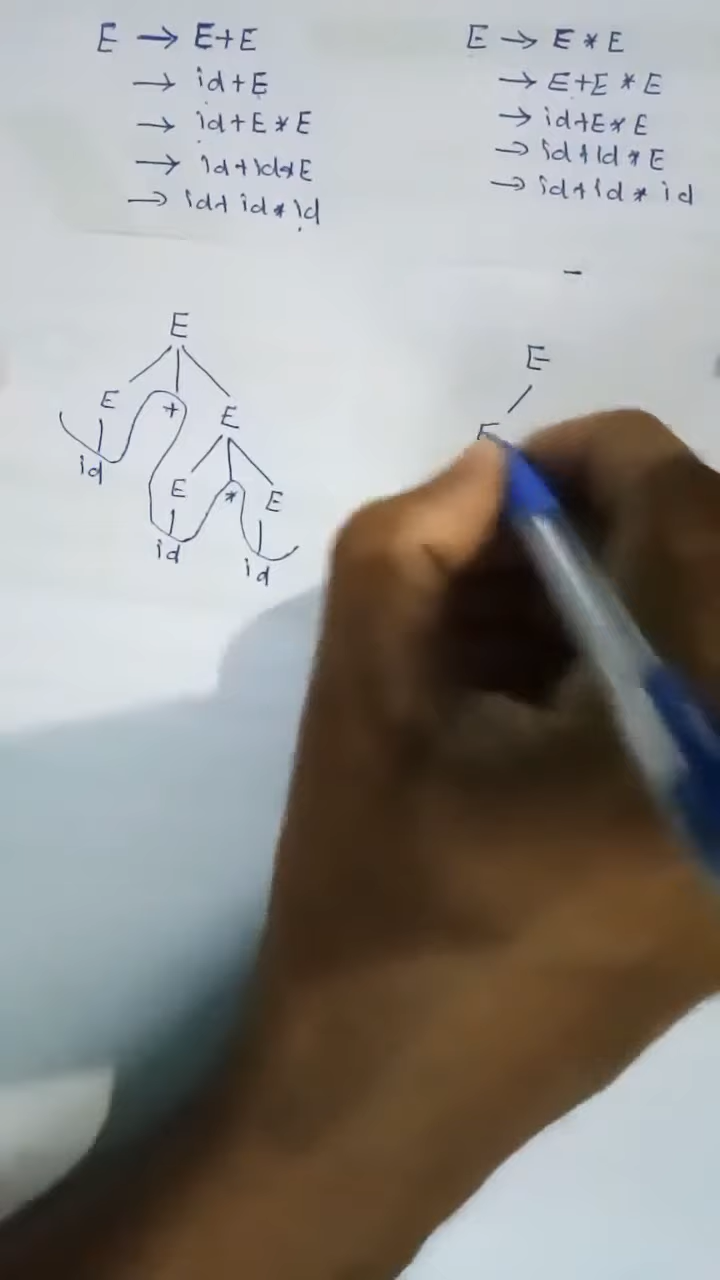 E → E+E
→ id+E
→ id+E*E
→ id+id*E
→ id+id*id
E → E*E
→ E+E*E
→ id+E*E
→ id+id*E
→ id+id*id
E
E + E
id E * E
id id
E
E